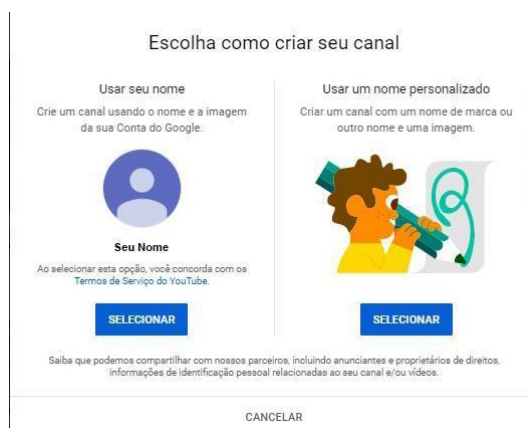 Escolha como criar seu canal
Usar seu nome
Crie um canal usando o nome e a imagem
da sua Conta do Google.
Seu Nome
Ao selecionar esta opção, você concorda com os
Termos de Serviço do YouTube.
SELECIONAR
Usar um nome personalizado
Criar um canal com um nome de marca ou
outro nome e uma imagem.
SELECIONAR
Saiba que podemos compartilhar com nossos parceiros, incluindo anunciantes e proprietários de direitos,
informações de identificação pessoal relacionadas ao seu canal e/ou vídeos.
CANCELAR